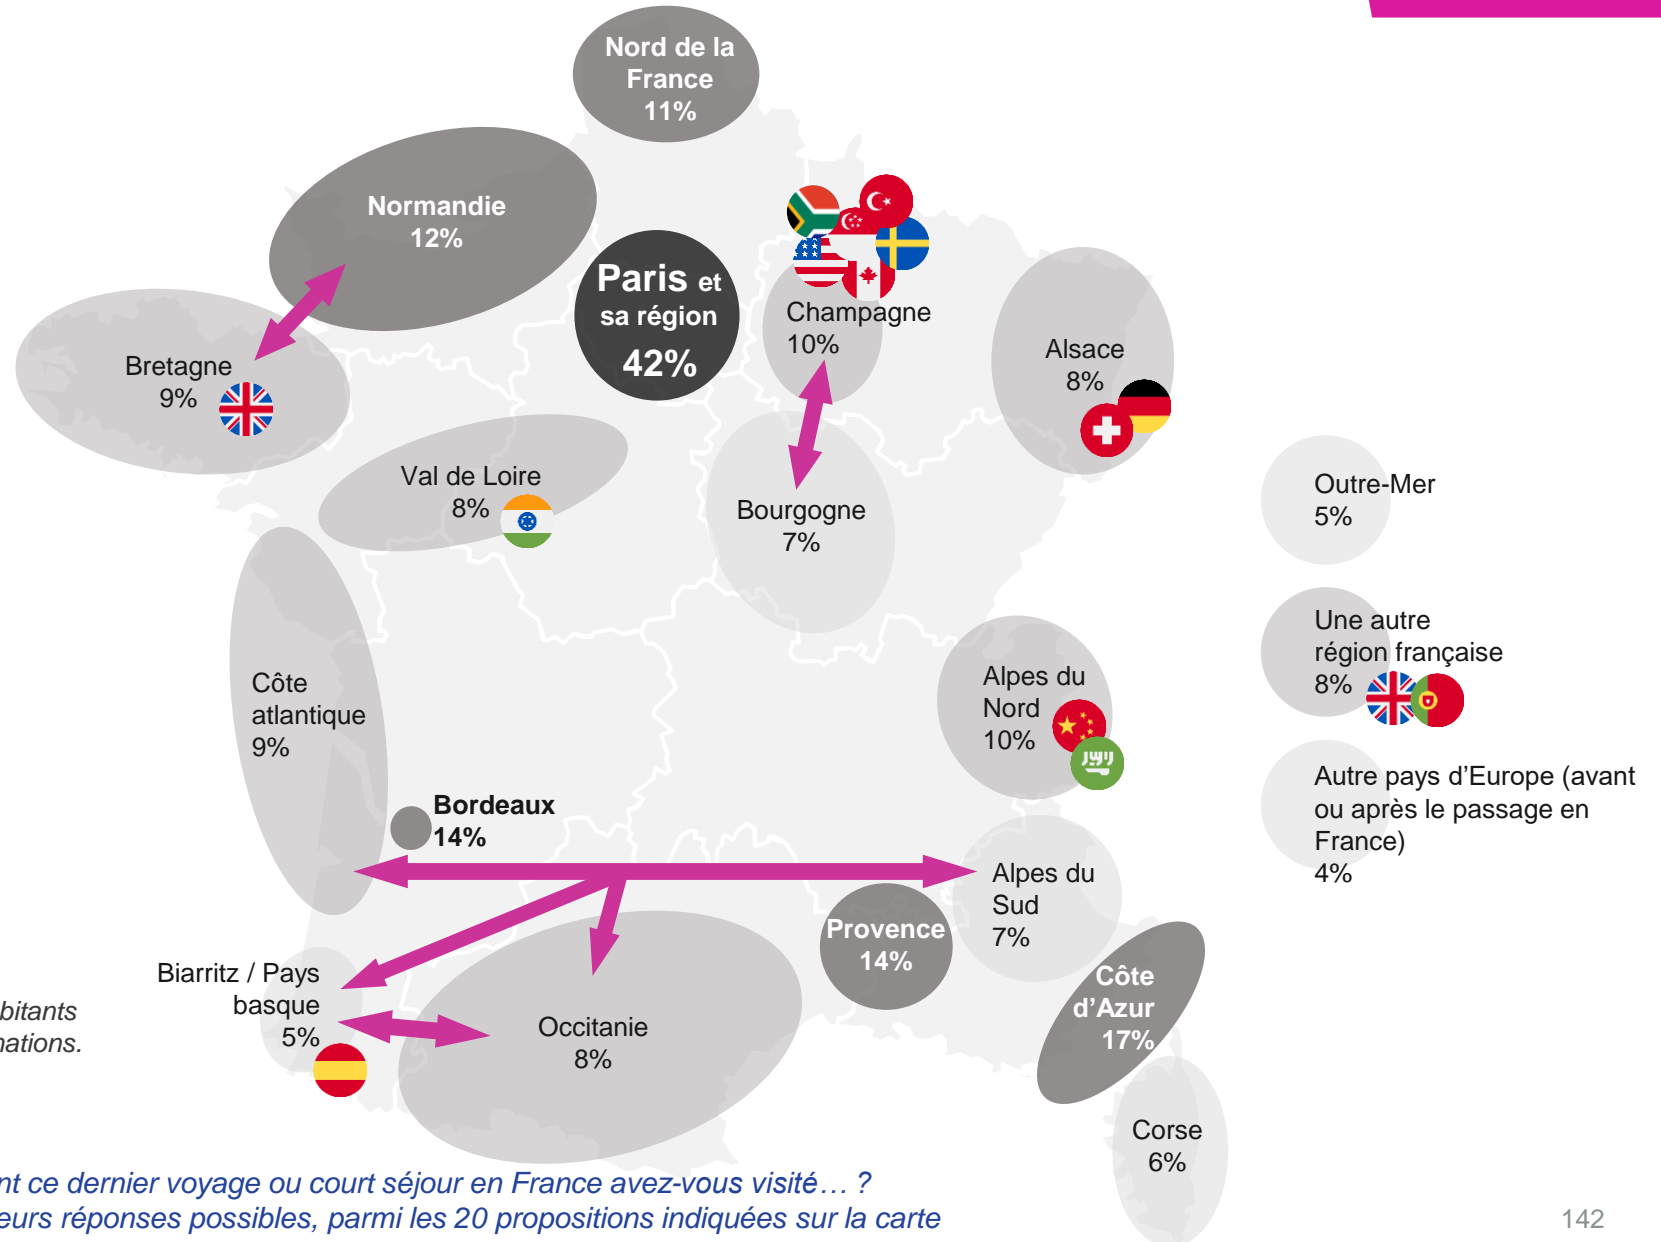 Nord de la
France
11%
Normandie
12%
Paris et
sa région
42%
Champagne
10%
Bretagne
9%
Alsace
8%
Val de Loire
8%
Bourgogne
7%
Outre-Mer
5%
Une autre
région française
8%
Côte
atlantique
9%
Alpes du
Nord
10%
Autre pays d’Europe (avant
ou après le passage en
France)
4%
Bordeaux
14%
Alpes du
Sud
7%
Provence
14%
Côte
d’Azur
17%
Biarritz / Pays
basque
5%
Occitanie
8%
Corse
6%
bitants
nations.
nt ce dernier voyage ou court séjour en France avez-vous visité… ?
eurs réponses possibles, parmi les 20 propositions indiquées sur la carte
142